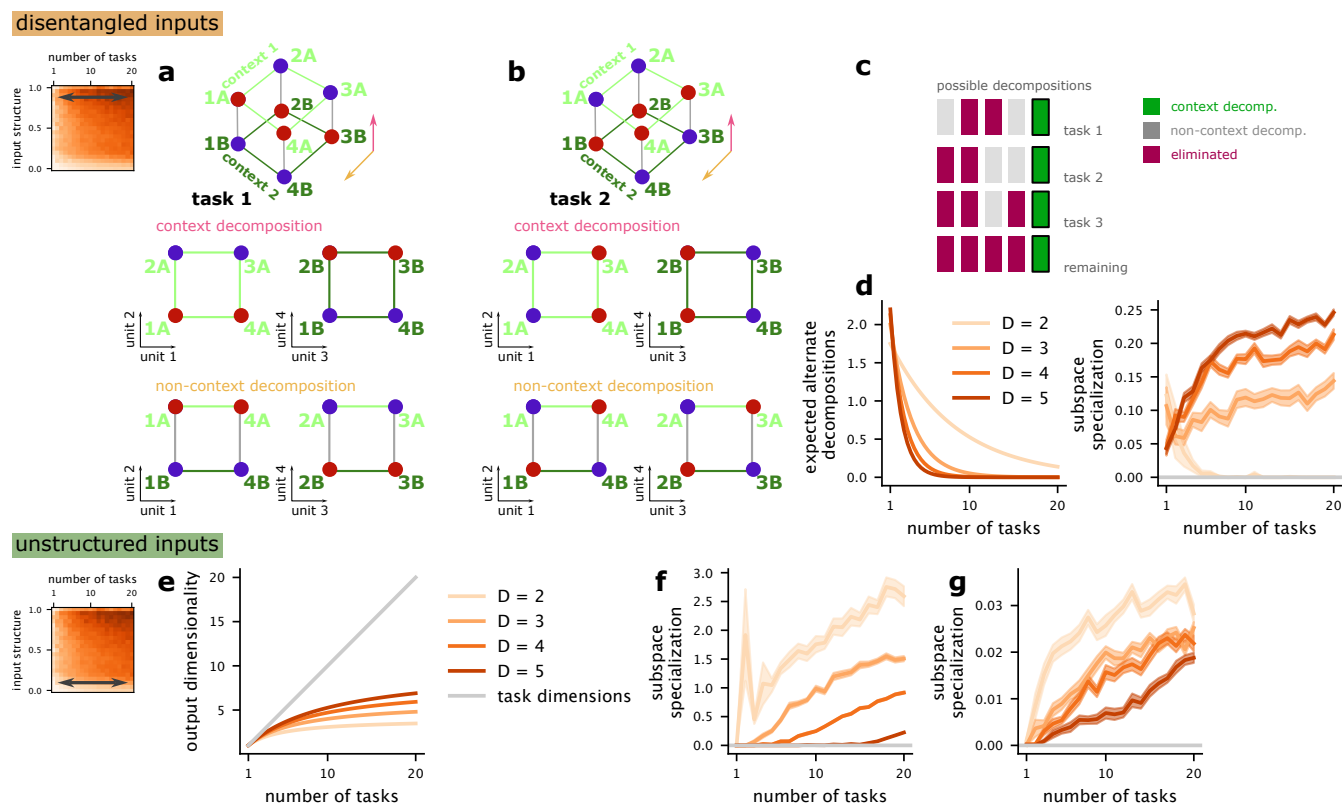 disentangled inputs
number of tasks
1 10 20
input structure
1.0
0.5
0.0
a
context 1
2A
1A
3A
2B
1B
4A
3B
context 2
4B
task 1
context decomposition
2A 3A 2B 3B
1A 4A 1B 4B
unit 2
unit 1
unit 4
unit 3
non-context decomposition
1A 4A 2A 3A
1B 4B 2B 3B
unit 2
unit 1
unit 4
unit 3
b
context 1
2A
1A
3A
2B
1B
4A
3B
context 2
4B
task 2
context decomposition
2A 3A 2B 3B
1A 4A 1B 4B
unit 2
unit 1
unit 4
unit 3
non-context decomposition
1A 4A 2A 3A
1B 4B 2B 3B
unit 2
unit 1
unit 4
unit 3
c
possible decompositions
task 1
task 2
task 3
remaining
context decomp.
non-context decomp.
eliminated
d
expected alternate
decompositions
2.0
1.5
1.0
0.5
0.0
1 10 20
number of tasks
D = 2
D = 3
D = 4
D = 5
subspace
specialization
0.25
0.20
0.15
0.10
0.05
0.00
1 10 20
number of tasks
unstructured inputs
number of tasks
1 10 20
input structure
1.0
0.5
0.0
e
output dimensionality
20
15
10
5
1 10 20
number of tasks
D = 2
D = 3
D = 4
D = 5
task dimensions
f
subspace
specialization
3.0
2.5
2.0
1.5
1.0
0.5
0.0
1 10 20
number of tasks
g
subspace
specialization
0.03
0.02
0.01
0.00
1 10 20
number of tasks